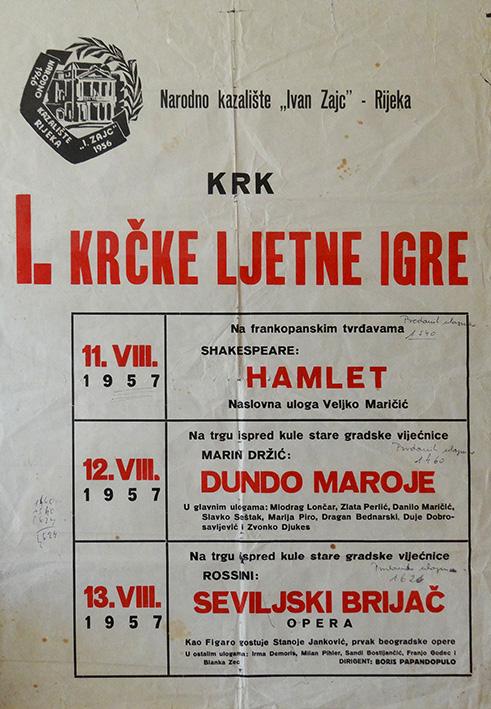 NARODNO
1946
KAZALIŠTE
RIJEKA
"I. ZAJC"
1956
Narodno kazalište „Ivan Zajc" - Rijeka
KRK
I. KRČKE LJETNE IGRE
11. VIII.
1957
Na frankopanskim tvrđavama
SHAKESPEARE:
HAMLET
Naslovna uloga Veljko Maričić
12. VIII.
1957
Na trgu ispred kule stare gradske vijećnice
MARIN DRŽIĆ:
DUNDO MAROJE
U glavnim ulogama: Miodrag Lončar, Zlata Perlić, Danilo Maričić,
Slavko Šeštak, Marija Piro, Dragan Bednarski, Duje Dobro-
savljević i Zvonko Djukes
13. VIII.
1957
Na trgu ispred kule stare gradske vijećnice
ROSSINI:
SEVILJSKI BRIJAČ
OPERA
Kao Figaro gostuje Stanoje Janković, prvak beogradske opere
U ostalim ulogama: Irma Demoris, Milan Pihler, Sandi Bostijančić, Franjo Godec i
Blanka Zec
DIRIGENT: BORIS PAPANDOPULO